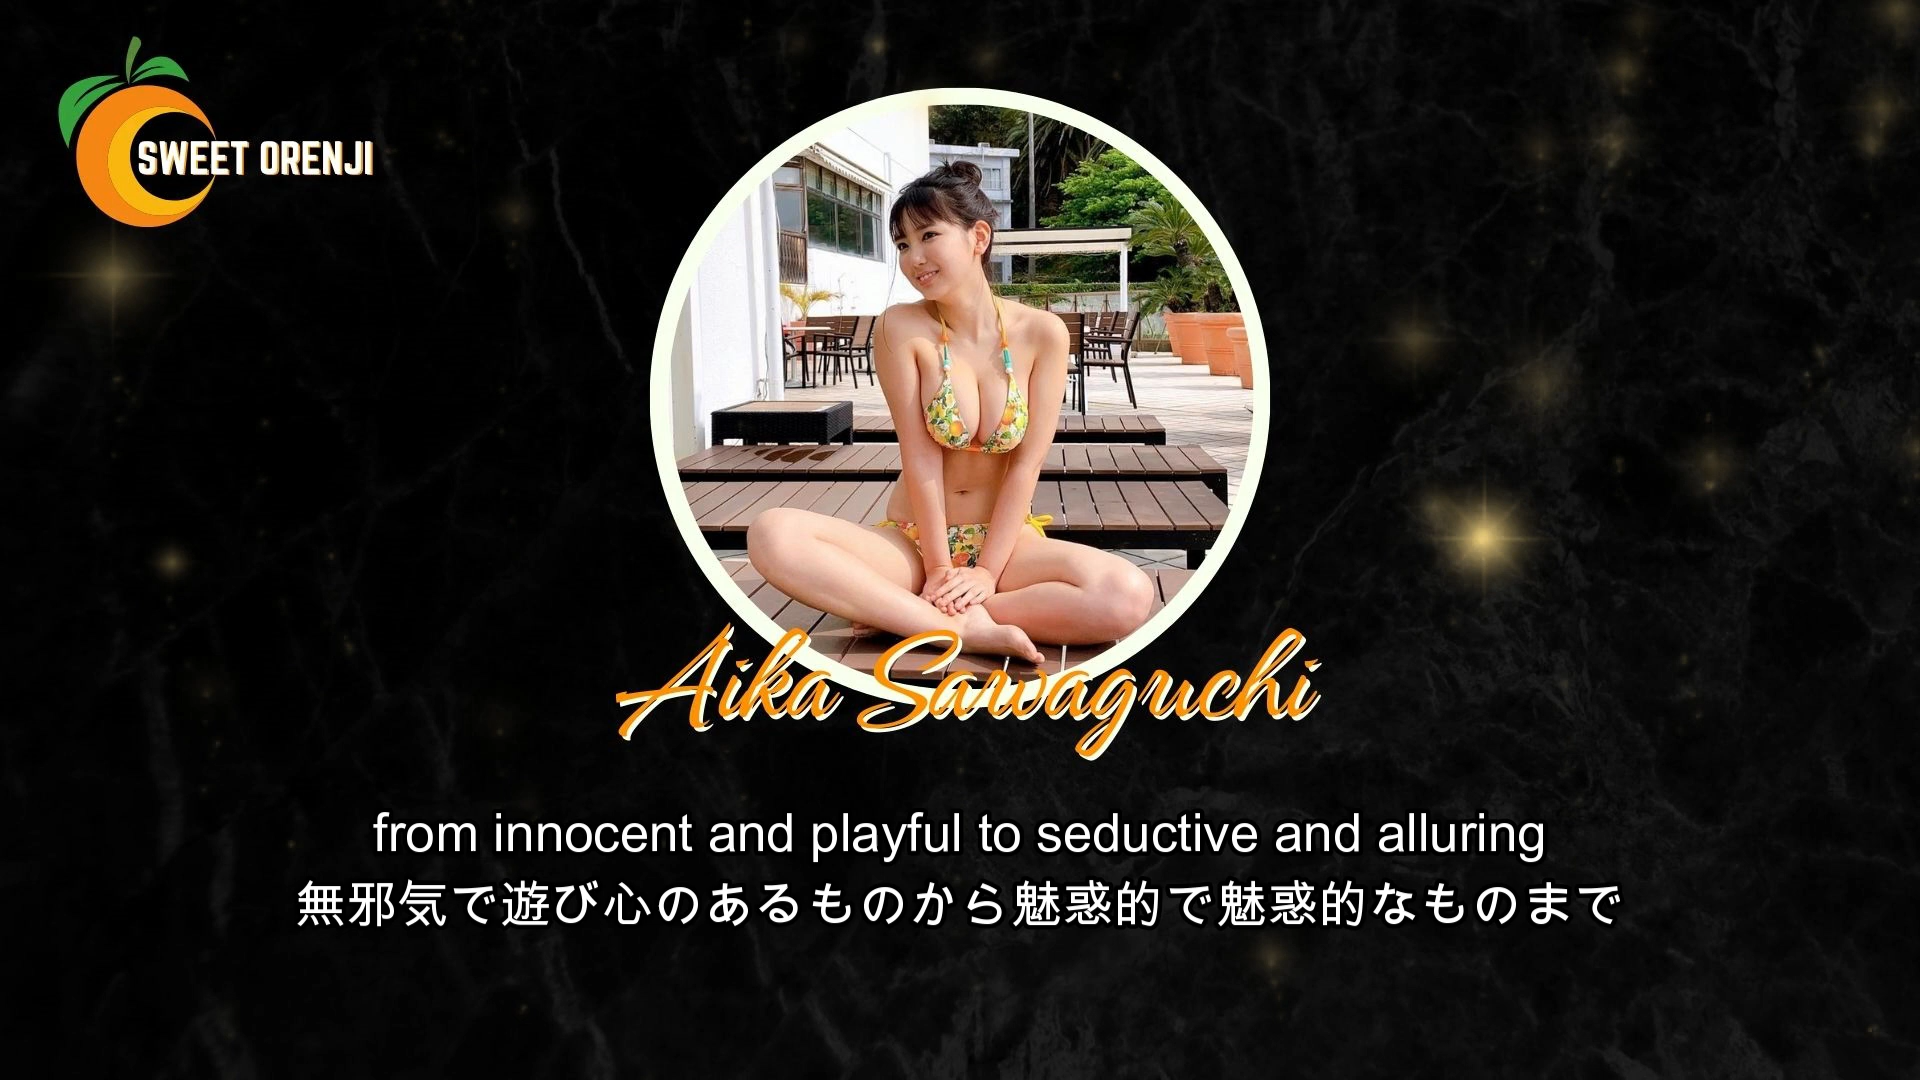 SWEET ORENJI
Aika Sawaguchi
from innocent and playful to seductive and alluring
無邪気で遊び心のあるものから魅惑的で魅惑的なものまで